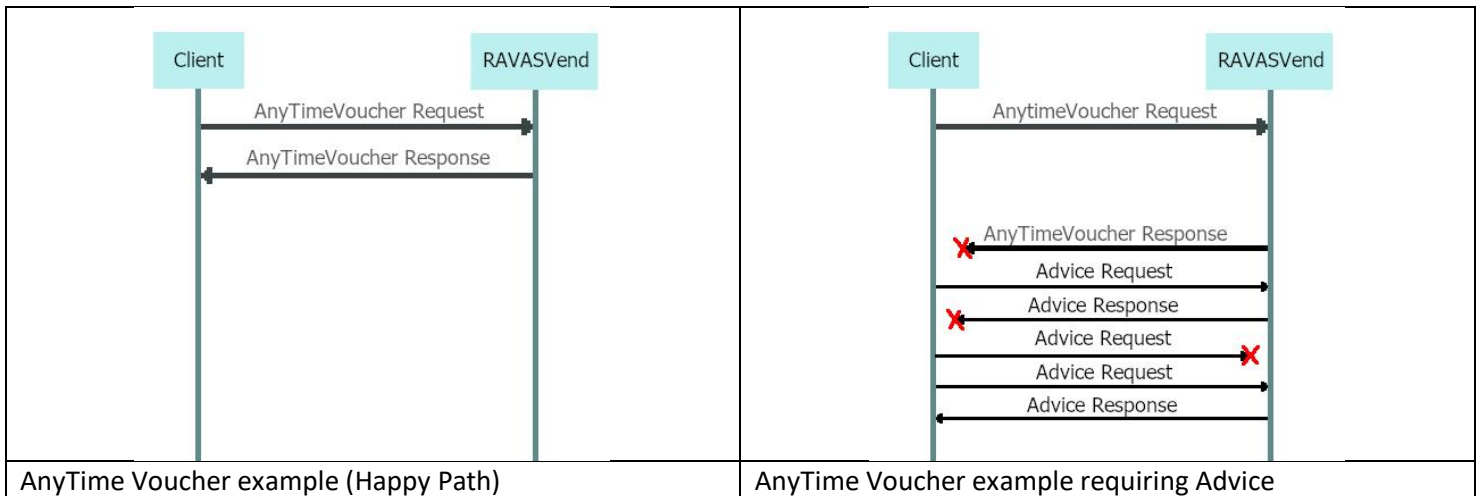 Client
RAVASVend
AnyTimeVoucher Request
AnyTimeVoucher Response
AnyTime Voucher example (Happy Path)
Client
RAVASVend
AnytimeVoucher Request
AnyTimeVoucher Response
Advice Request
Advice Response
Advice Request
Advice Request
Advice Response
AnyTime Voucher example requiring Advice